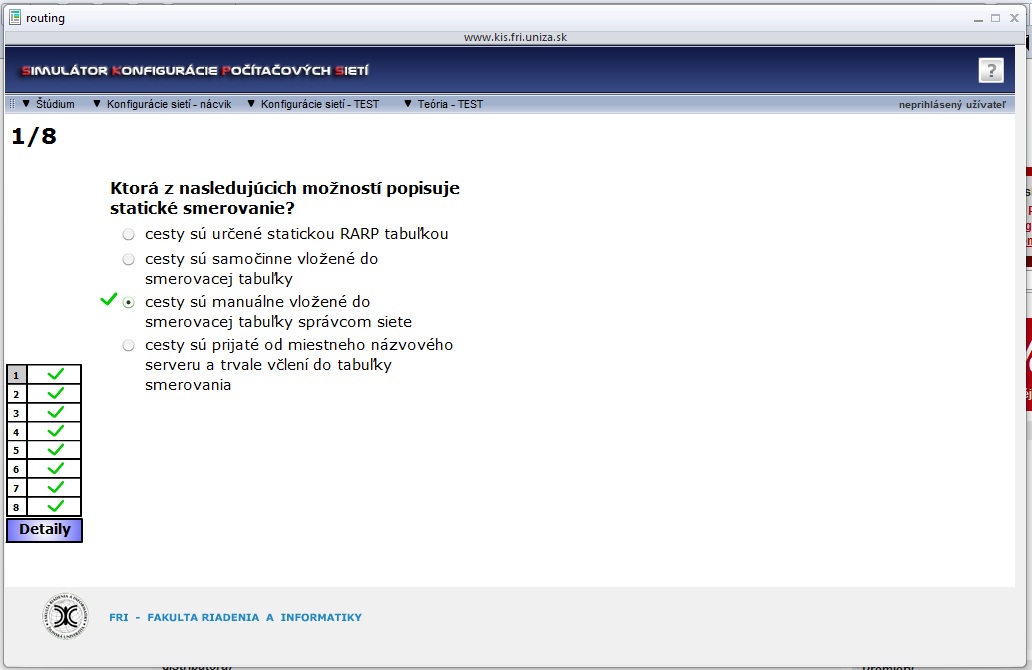 routing
www.kis.fri.uniza.sk
SIMULÁTOR KONFIGURÁCIE POČÍTAČOVÝCH SIETÍ
?
▼ Štúdium ▼ Konfigurácie sietí - nácvik ▼ Konfigurácie sietí - TEST ▼ Teória - TEST neprihlásený užívateľ
1/8
Ktorá z nasledujúcich možností popisuje
statické smerovanie?
cesty sú určené statickou RARP tabuľkou
cesty sú samočinne vložené do
smerovacej tabuľky
cesty sú manuálne vložené do
smerovacej tabuľky správcom siete
cesty sú prijaté od miestneho názvového
serveru a trvale včlení do tabuľky
smerovania
1
2
3
4
5
6
7
8
Detaily
FRI - FAKULTA RIADENIA A INFORMATIKY